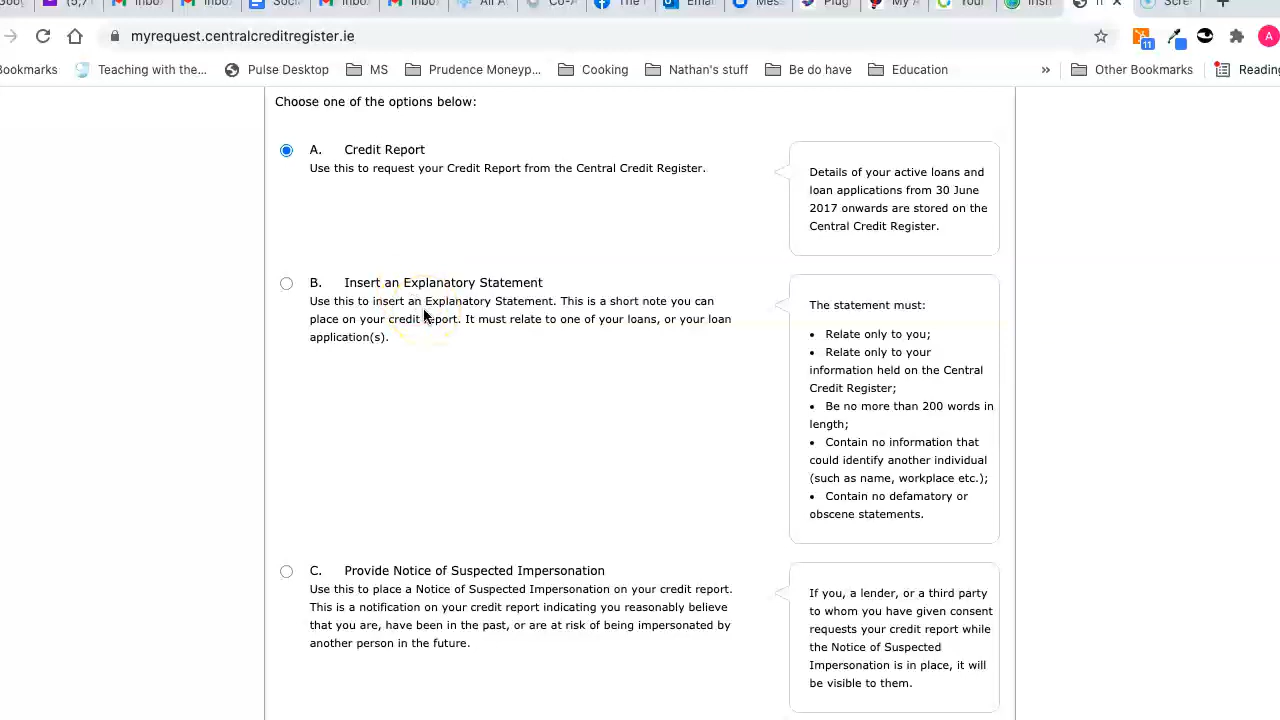 Inbo
Inbo
Inbo
Inbo
myrequest.centralcreditregister.ie
11
A
Bookmarks
Teaching with the...
Pulse Desktop
MS
Prudence Moneyp...
Cooking
Nathan's stuff
Be do have
Education
»
Other Bookmarks
Reading
Choose one of the options below:
A. Credit Report
Use this to request your Credit Report from the Central Credit Register.
Details of your active loans and
loan applications from 30 June
2017 onwards are stored on the
Central Credit Register.
B. Insert an Explanatory Statement
Use this to insert an Explanatory Statement. This is a short note you can
place on your credit report. It must relate to one of your loans, or your loan
application(s).
The statement must:
• Relate only to you;
• Relate only to your
information held on the Central
Credit Register;
• Be no more than 200 words in
length;
• Contain no information that
could identify another individual
(such as name, workplace etc.);
• Contain no defamatory or
obscene statements.
C. Provide Notice of Suspected Impersonation
Use this to place a Notice of Suspected Impersonation on your credit report.
This is a notification on your credit report indicating you reasonably believe
that you are, have been in the past, or are at risk of being impersonated by
another person in the future.
If you, a lender, or a third party
to whom you have given consent
requests your credit report while
the Notice of Suspected
Impersonation is in place, it will
be visible to them.